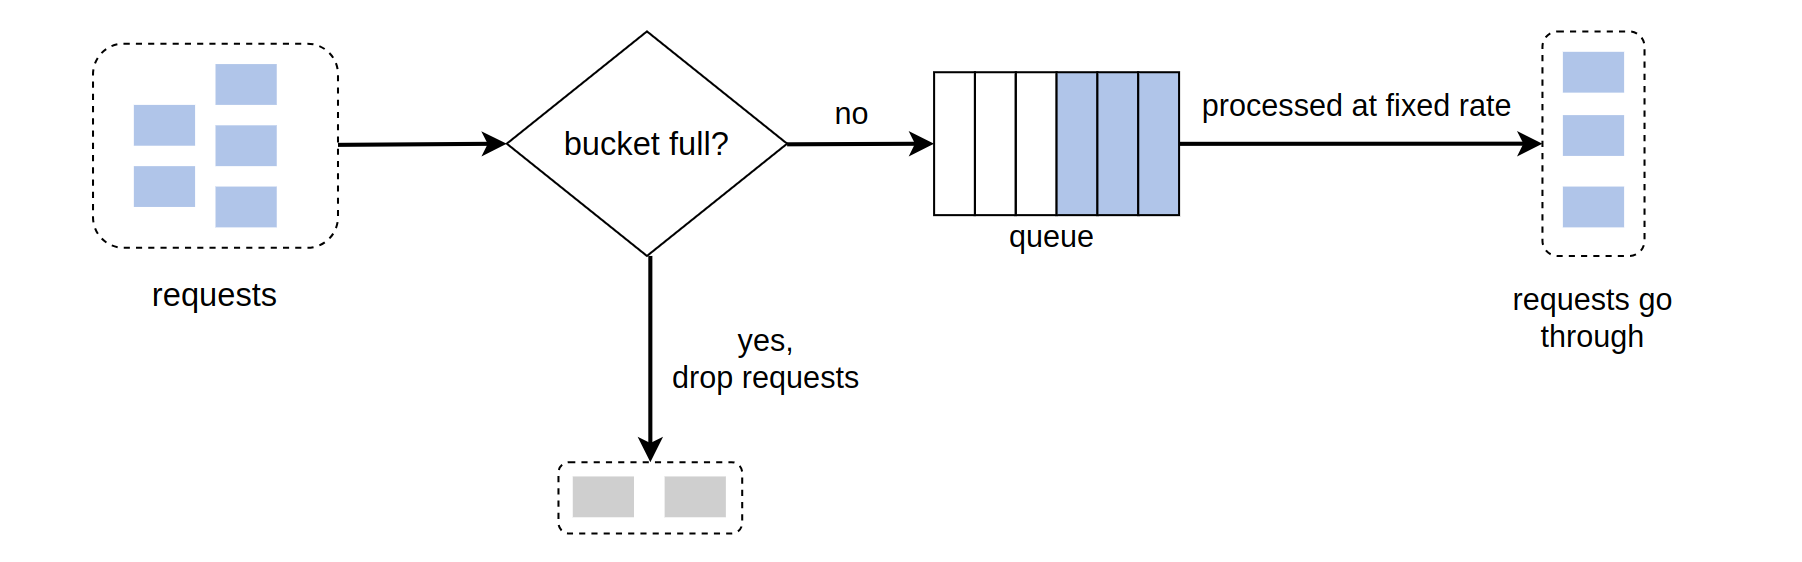 requests
bucket full?
no
yes,
drop requests
queue
processed at fixed rate
requests go
through